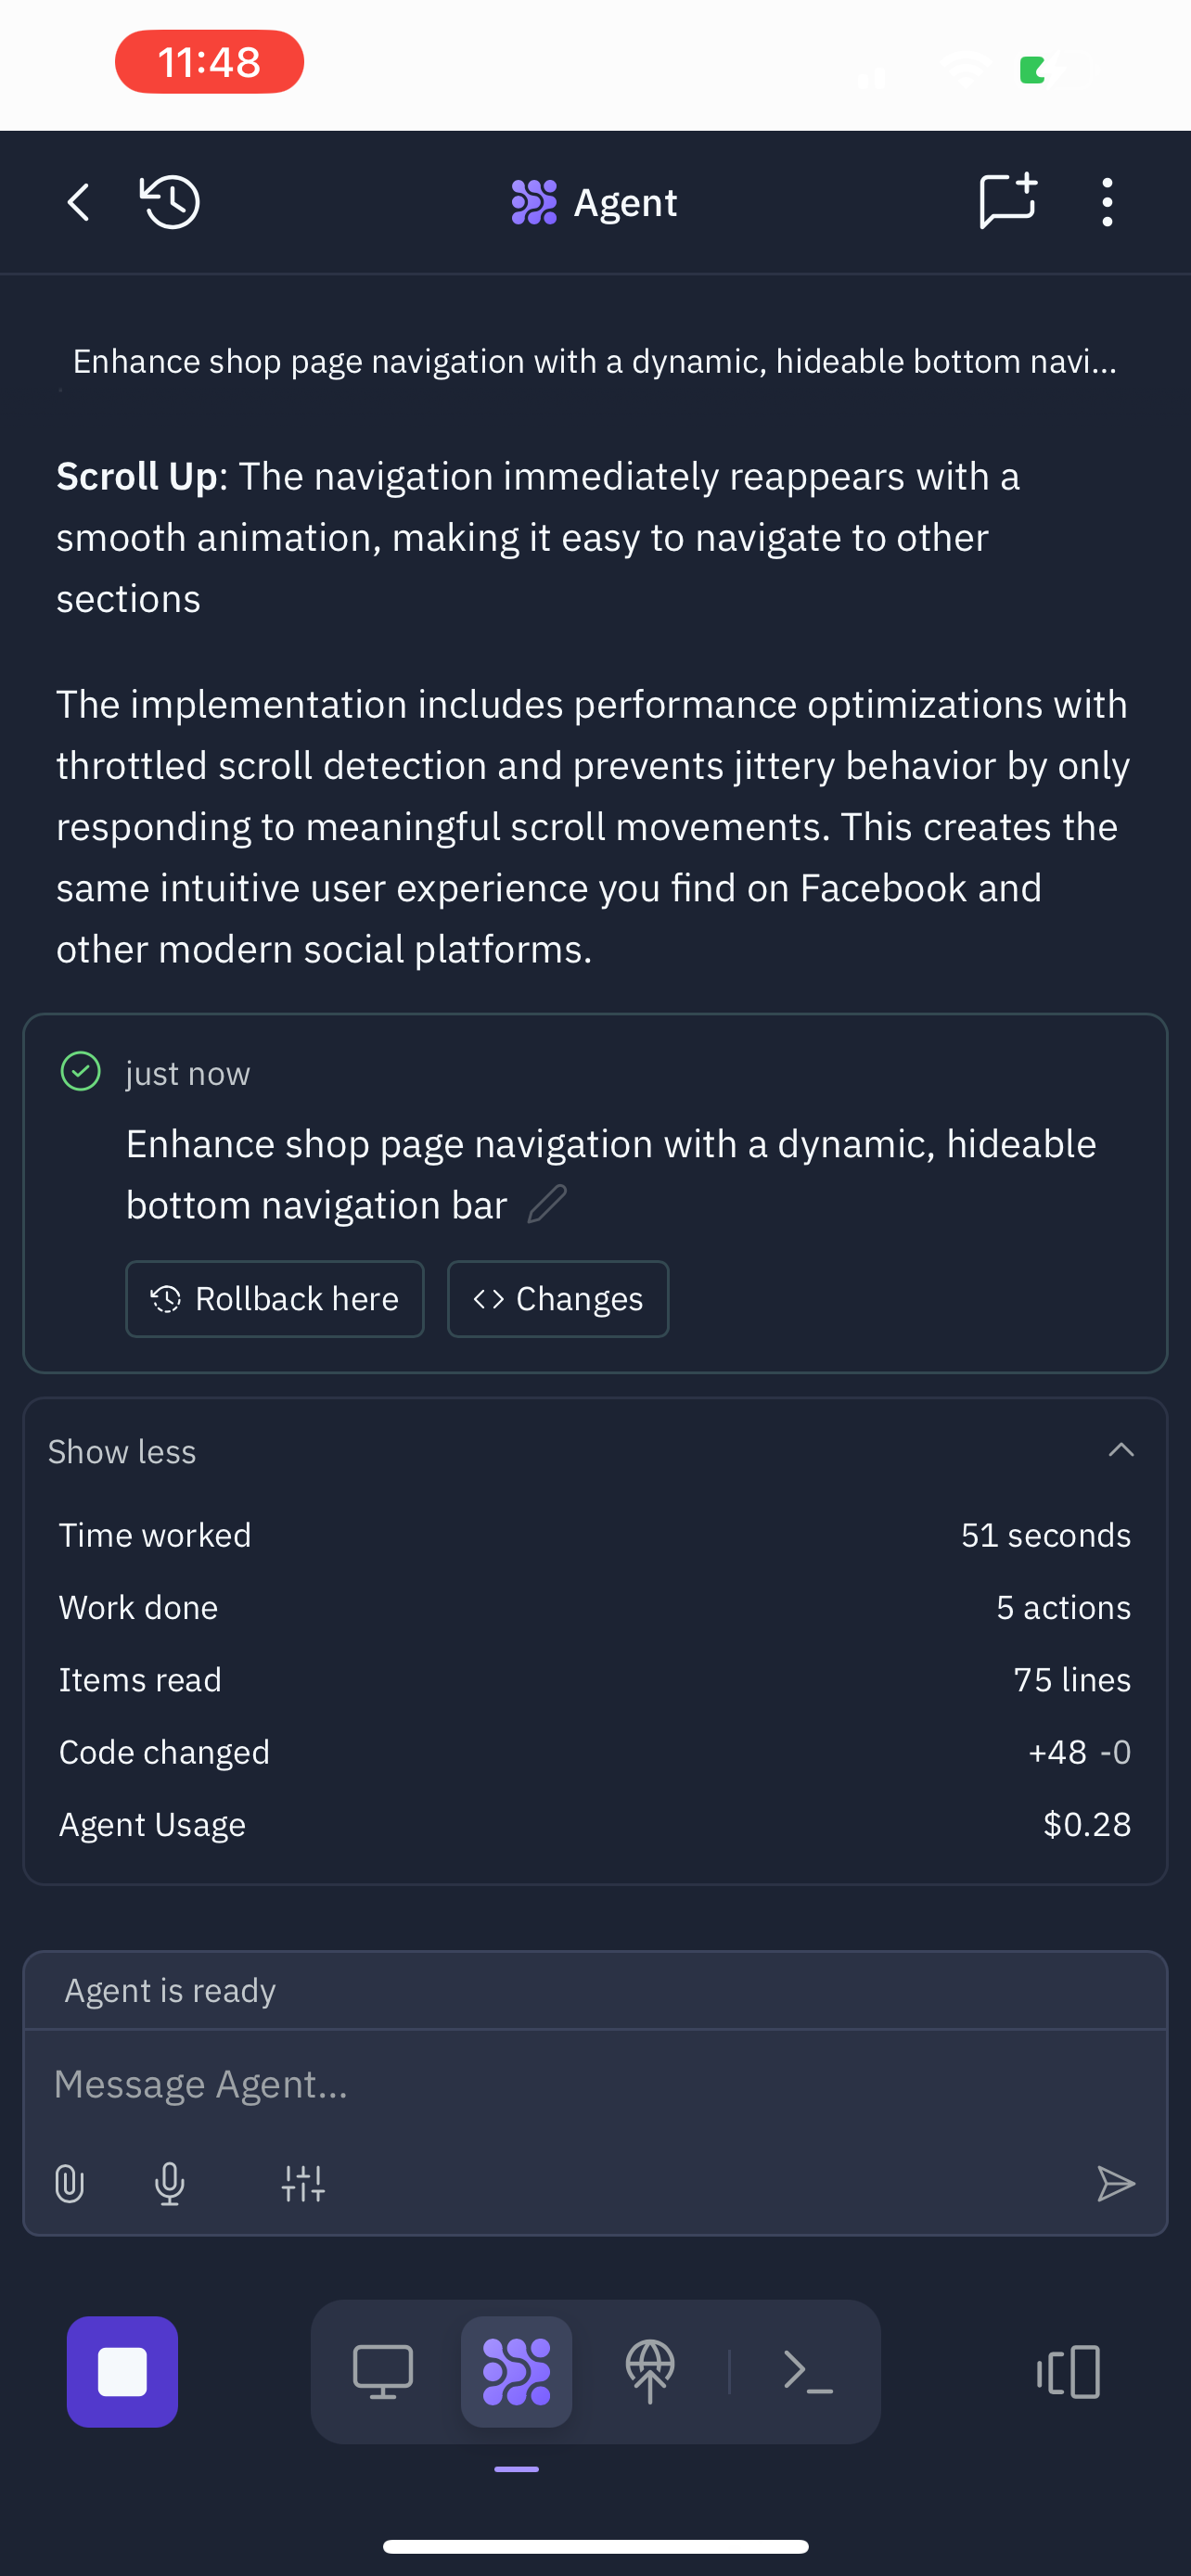 11:48
Agent
Enhance shop page navigation with a dynamic, hideable bottom navi...
Scroll Up: The navigation immediately reappears with a
smooth animation, making it easy to navigate to other
sections
The implementation includes performance optimizations with
throttled scroll detection and prevents jittery behavior by only
responding to meaningful scroll movements. This creates the
same intuitive user experience you find on Facebook and
other modern social platforms.
just now
Enhance shop page navigation with a dynamic, hideable
bottom navigation bar
Rollback here
Changes
Show less
Time worked 51 seconds
Work done 5 actions
Items read 75 lines
Code changed +48 -0
Agent Usage $0.28
Agent is ready
Message Agent...